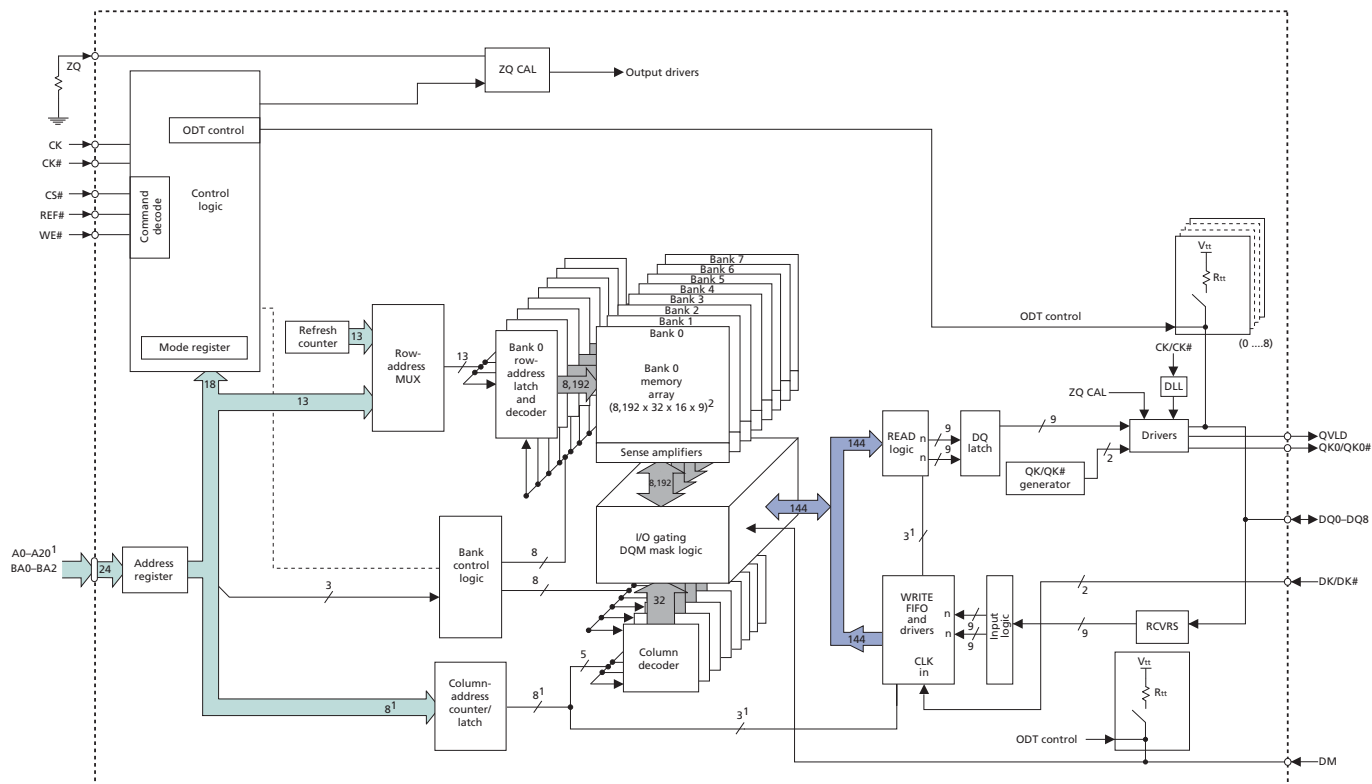 ZQ
ZQ CAL
Output drivers
ODT control
CK
CK#
CS#
REF#
WE#
Command
decode
Control
logic
Mode register
Vtt
Rtt
(0 ....8)
ODT control
CK/CK#
DLL
ZQ CAL
Drivers
QVLD
QK0/QK0#
Bank 7
Bank 6
Bank 5
Bank 4
Bank 3
Bank 2
Bank 1
Bank 0
Refresh
counter
13
Row-
address
MUX
13
Bank 0
row-
address
latch
and
decoder
8,192
Bank 0
memory
array
(8,192 x 32 x 16 x 9)2
Sense amplifiers
18
13
8,192
144
READ
logic
n
9
n
9
DQ
latch
9
QK/QK#
generator
2
144
I/O gating
DQM mask logic
31
DQ0–DQ8
A0–A201
BA0–BA2
24
Address
register
3
Bank
control
logic
8
8
32
DK/DK#
2
WRITE
FIFO
and
drivers
CLK
in
n
9
n
9
Input
logic
9
RCVRS
144
Column
decoder
5
81
Column-
address
counter/
latch
81
31
Vtt
Rtt
ODT control
DM